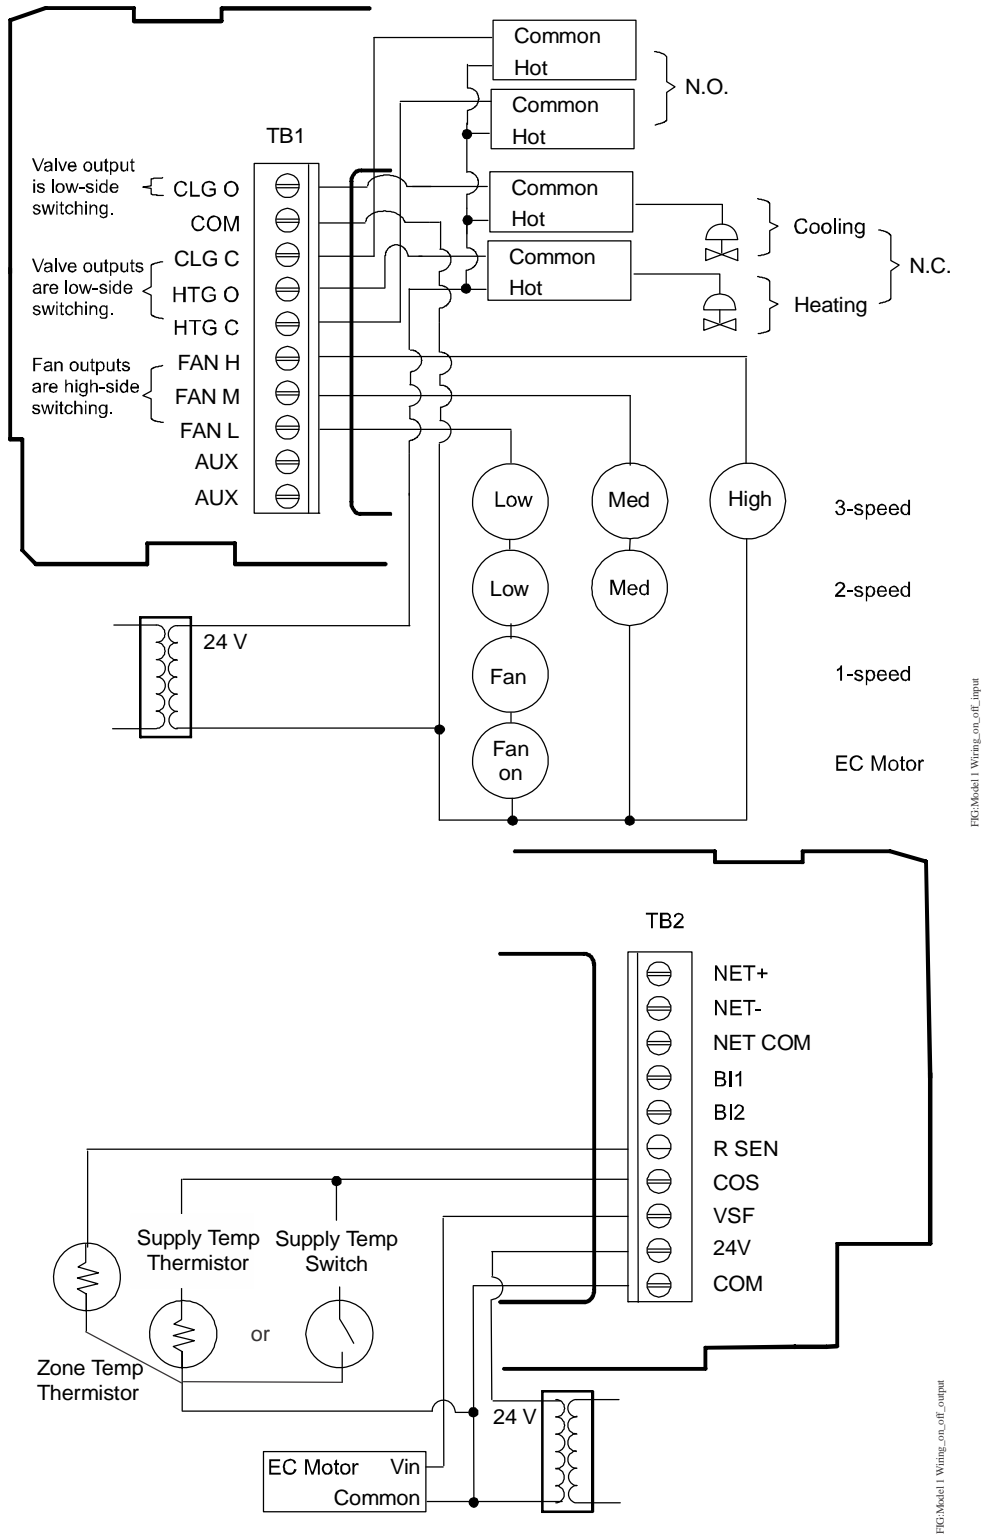 Common
Hot
N.O.
Common
Hot
TB1
Valve output
is low-side
switching.
CLG O
COM
Common
Hot
Cooling
CLG C
Valve outputs
are low-side
switching.
HTG O
HTG C
Common
Hot
Heating
N.C.
Fan outputs
are high-side
switching.
FAN H
FAN M
FAN L
AUX
AUX
Low
Med
High
3-speed
Low
Med
2-speed
24 V
Fan
1-speed
Fan
on
EC Motor
FIG:Model 1 Wiring_on_off_input
TB2
NET+
NET-
NET COM
BI1
BI2
R SEN
COS
VSF
24V
COM
Supply Temp
Thermistor
Supply Temp
Switch
or
Zone Temp
Thermistor
24 V
EC Motor Vin
Common
FIG:Model 1 Wiring_on_off_output